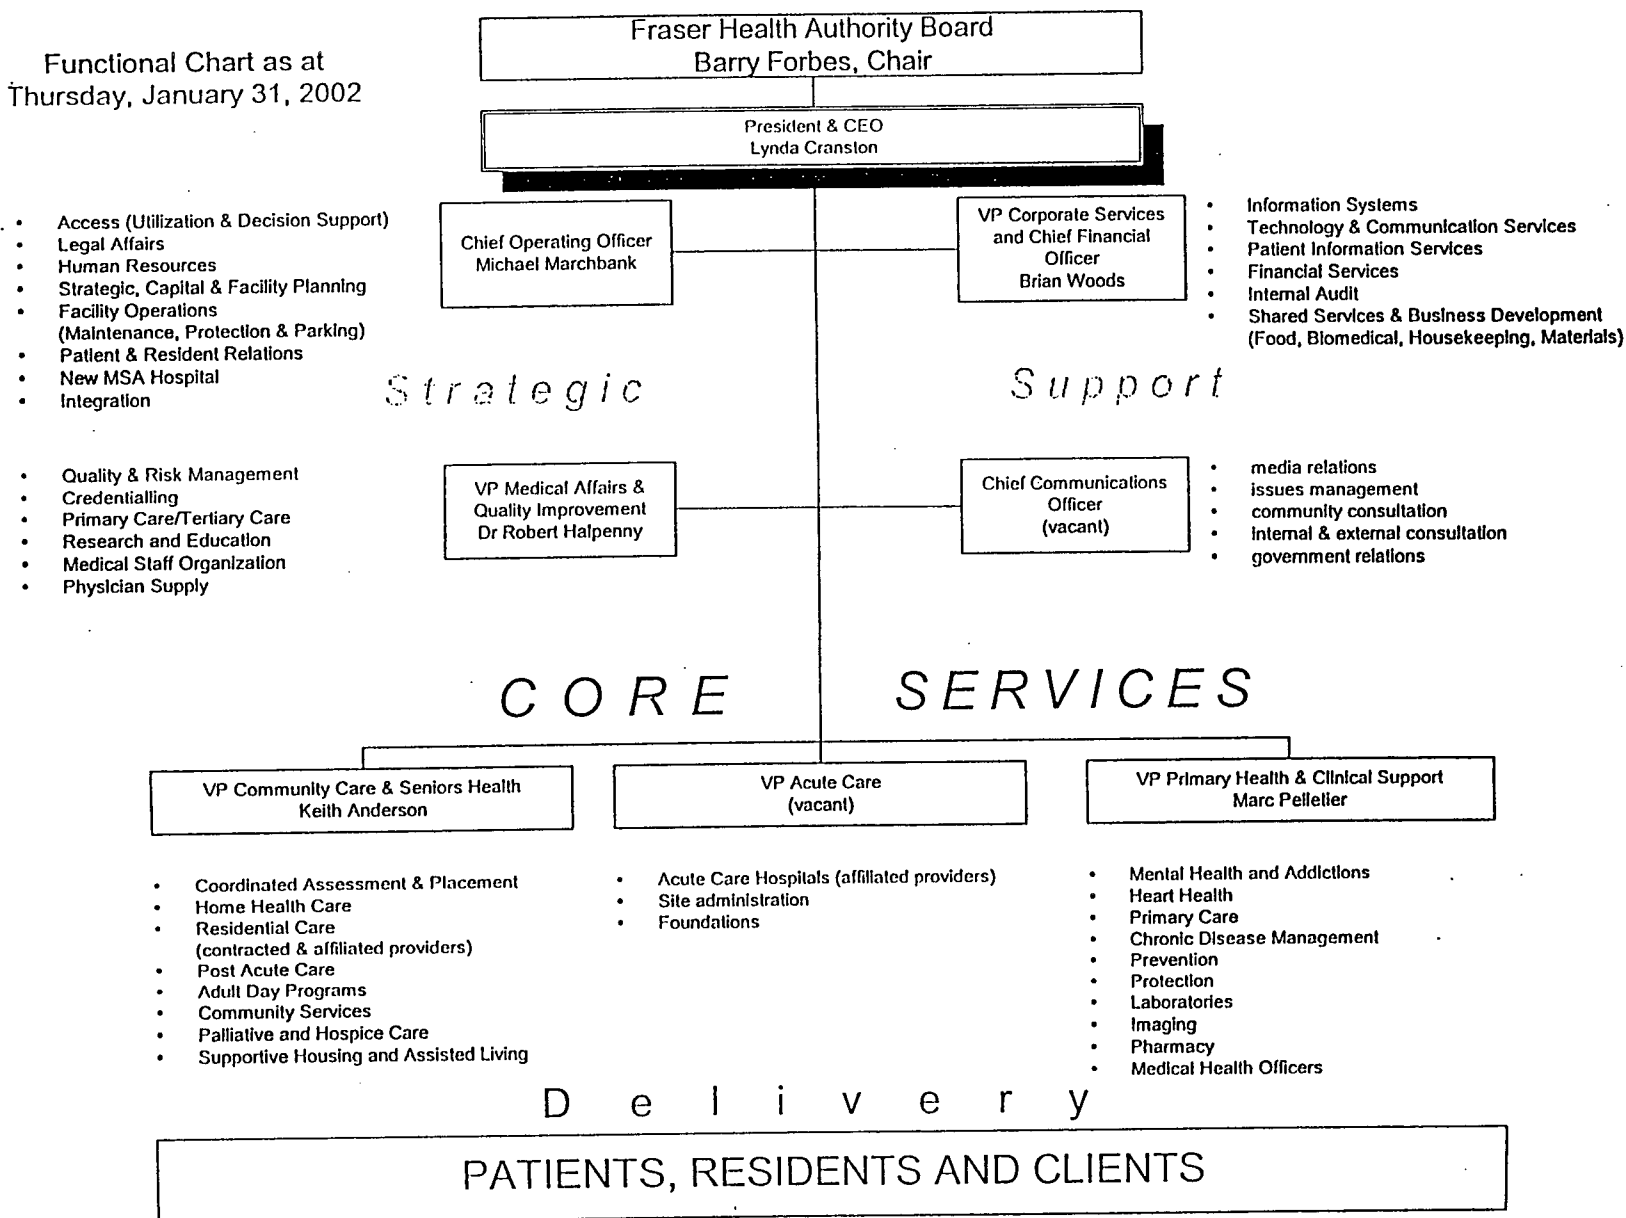 Functional Chart as at
Thursday, January 31, 2002
Fraser Health Authority Board
Barry Forbes, Chair
President & CEO
Lynda Cranston
• Access (Utilization & Decision Support)
• Legal Affairs
• Human Resources
• Strategic, Capital & Facility Planning
• Facility Operations
(Maintenance, Protection & Parking)
• Patient & Resident Relations
• New MSA Hospital
• Integration
Chief Operating Officer
Michael Marchbank
VP Corporate Services
and Chief Financial
Officer
Brian Woods
• Information Systems
• Technology & Communication Services
• Patient Information Services
• Financial Services
• Internal Audit
• Shared Services & Business Development
(Food, Biomedical, Housekeeping, Materials)
Strategic Support
• Quality & Risk Management
• Credentialling
• Primary Care/Tertiary Care
• Research and Education
• Medical Staff Organization
• Physician Supply
VP Medical Affairs &
Quality Improvement
Dr Robert Halpenny
Chief Communications
Officer
(vacant)
• media relations
• issues management
• community consultation
• internal & external consultation
• government relations
CORE SERVICES
VP Community Care & Seniors Health
Keith Anderson
VP Acute Care
(vacant)
VP Primary Health & Clinical Support
Marc Pelletier
• Coordinated Assessment & Placement
• Home Health Care
• Residential Care
(contracted & affiliated providers)
• Post Acute Care
• Adult Day Programs
• Community Services
• Palliative and Hospice Care
• Supportive Housing and Assisted Living
• Acute Care Hospitals (affiliated providers)
• Site administration
• Foundations
• Mental Health and Addictions
• Heart Health
• Primary Care
• Chronic Disease Management
• Prevention
• Protection
• Laboratories
• Imaging
• Pharmacy
• Medical Health Officers
Delivery
PATIENTS, RESIDENTS AND CLIENTS